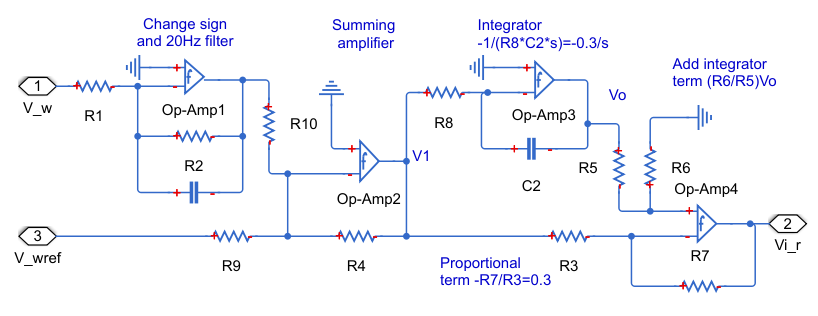 Change sign
and 20Hz filter
Summing
amplifier
Integrator
-1/(R8*C2*s)=-0.3/s
Add integrator
term (R6/R5)Vo
1
V_w
R1
Op-Amp1
R2
R10
R8
Op-Amp3
Vo
C2
V1
Op-Amp2
R5
R6
Op-Amp4
3
V_wref
R9
R4
Proportional
term -R7/R3=0.3
R3
R7
2
Vi_r